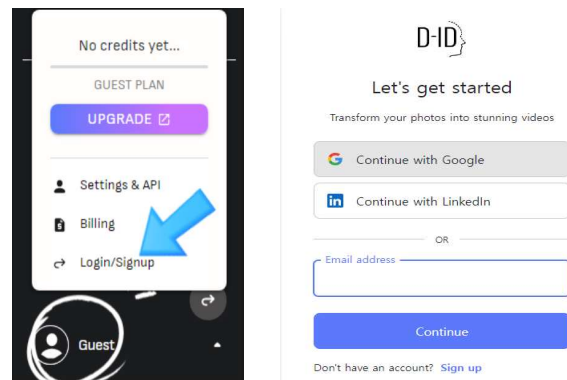 No credits yet...
GUEST PLAN
UPGRADE
Settings & API
Billing
Login/Signup
Guest
D-ID
Let's get started
Transform your photos into stunning videos
Continue with Google
in Continue with LinkedIn
OR
Email address
Continue
Don't have an account? Sign up